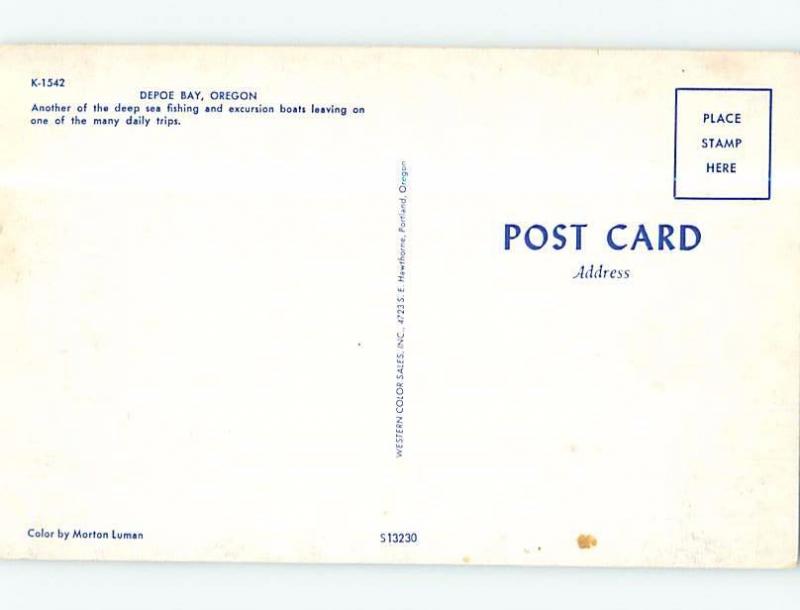 K-1542
DEPOE BAY, OREGON
Another of the deep sea fishing and excursion boats leaving on
one of the many daily trips.
PLACE
STAMP
HERE
POST CARD
Address
WESTERN COLOR SALES, INC., 4723 S. E. Hawthorne, Portland, Oregon
Color by Morton Luman
S13230